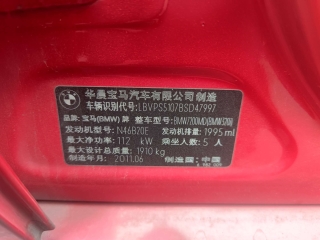 华晨宝马汽车有限公司制造
车辆识别代号: LBVPS5107BSD47997
品牌: 宝马(BMW) 牌 整车型号: BMW7200MD(BMW320i)
发动机型号: N46B20E 发动机排量: 1995 ml
最大净功率: 112 kW 乘坐人数: 5 人
最大总质量: 1910 kg
制造年月: 2011.06 制造国: 中国